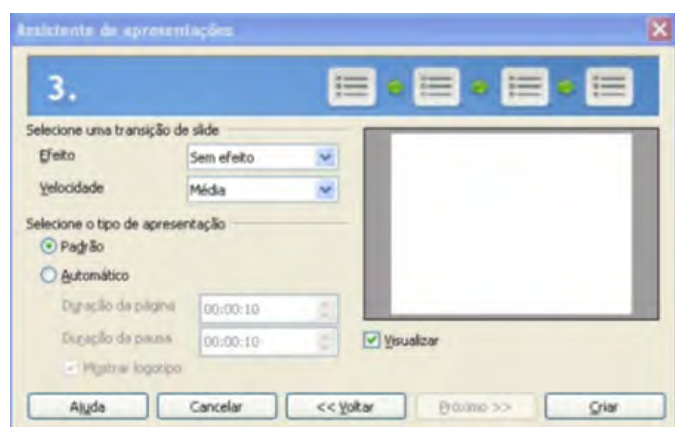 Assistente de apresentações
3.
Selecione uma transição de slide
Efeito Sem efeito
Velocidade Média
Selecione o tipo de apresentação
Padrão
Automático
Duração da página 00:00:10
Duração da pausa 00:00:10
Mostrar logotipo
Visualizar
Ajuda Cancelar << Voltar Próximo >> Criar